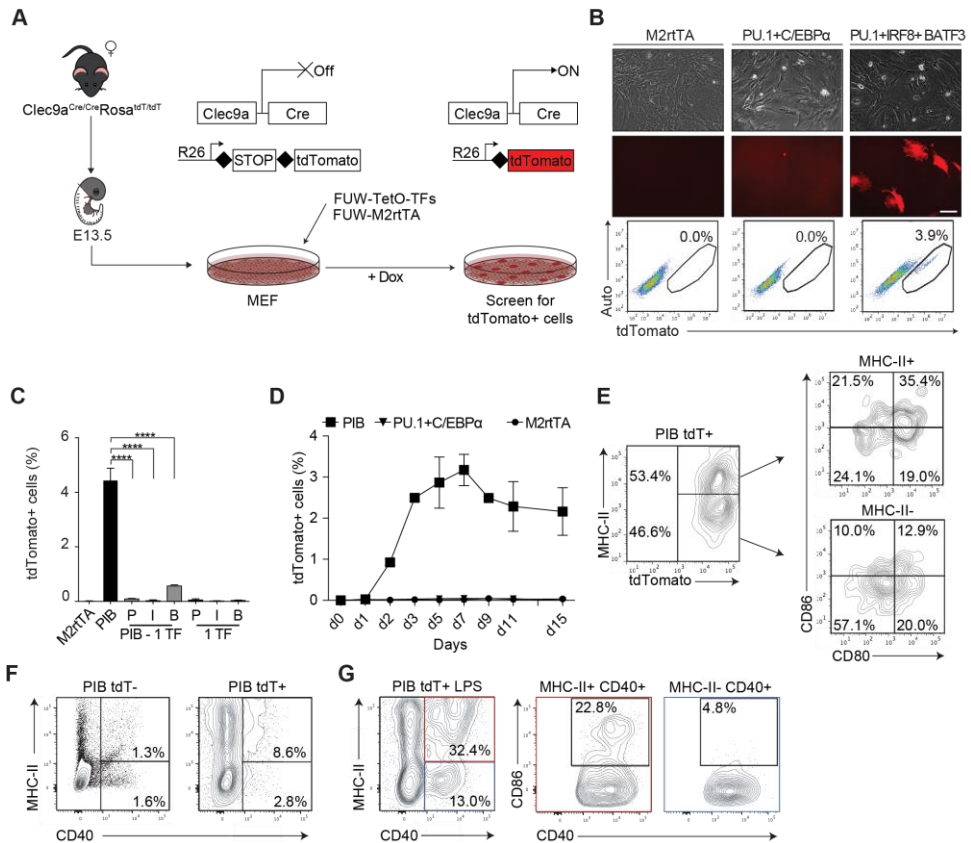 A
♀
Clec9aCre/CreRosatdT/tdT
E13.5
Off
Clec9a
Cre
R26
STOP
tdTomato
ON
Clec9a
Cre
R26
tdTomato
FUW-TetO-TFs
FUW-M2rtTA
MEF
+ Dox
Screen for
tdTomato+ cells
B
M2rtTA
PU.1+C/EBPα
PU.1+IRF8+ BATF3
0.0%
0.0%
3.9%
Auto
tdTomato
C
tdTomato+ cells (%)
6
4
2
0
****
****
****
M2rtTA
PIB
P
I
B
P
I
B
PIB - 1 TF
1 TF
D
PIB
PU.1+C/EBPα
M2rtTA
tdTomato+ cells (%)
4
3
2
1
0
d0
d1
d2
d3
d5
d7
d9
d11
d15
Days
E
PIB tdT+
53.4%
46.6%
MHC-II
tdTomato
MHC-II+
21.5%
35.4%
24.1%
19.0%
MHC-II-
10.0%
12.9%
57.1%
20.0%
CD86
CD80
F
PIB tdT-
PIB tdT+
1.3%
1.6%
8.6%
2.8%
MHC-II
CD40
G
PIB tdT+ LPS
32.4%
13.0%
MHC-II
CD40
MHC-II+ CD40+
22.8%
MHC-II- CD40+
4.8%
CD86
CD40